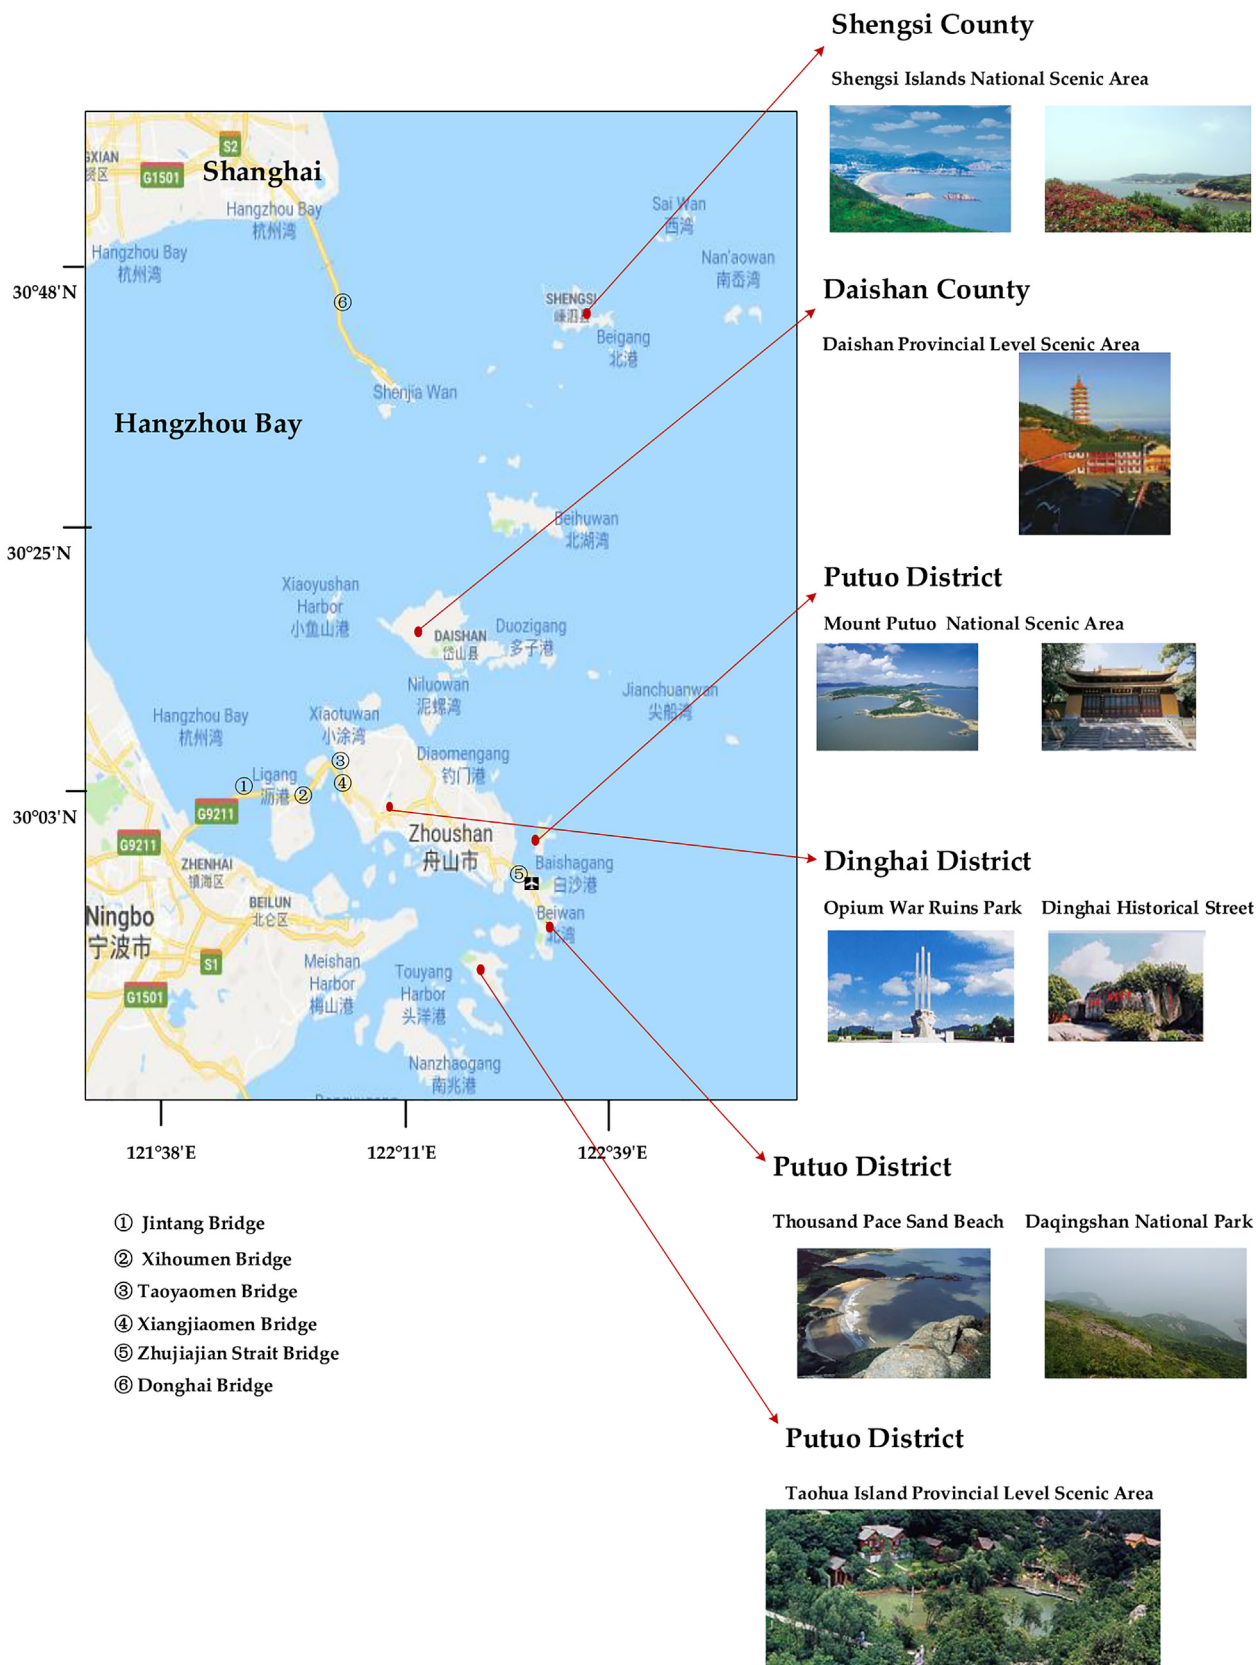 Shengsi County
Shengsi Islands National Scenic Area
S2
GXIAN
贤区
G1501
Shanghai
Hangzhou Bay
杭州湾
Hangzhou Bay
杭州湾
Sai Wan
西湾
Nan'aowan
南岙湾
30°48'N
⑥
SHENGSI
嵊泗县
Beigang
北港
Shenjia Wan
Daishan County
Daishan Provincial Level Scenic Area
Hangzhou Bay
30°25'N
Beihuwan
北湖湾
Xiaoyushan
Harbor
小鱼山港
DAISHAN
岱山县
Duozigang
多子港
Putuo District
Mount Putuo National Scenic Area
Niluowan
泥螺湾
Jianchuanwan
尖船湾
Hangzhou Bay
杭州湾
Xiaotuwan
小涂湾
Diaomengang
钓门港
③
④
①
Ligang
沥港
②
30°03'N
G9211
G9211
Zhoushan
舟山市
ZHENHAI
镇海区
Baishagang
白沙港
⑤
Dinghai District
Opium War Ruins Park Dinghai Historical Street
BEILUN
北仑区
Ningbo
宁波市
Beiwan
北湾
S1
G1501
Meishan
Harbor
梅山港
Touyang
Harbor
头洋港
Nanzhaogang
南兆港
121°38'E 122°11'E 122°39'E
Putuo District
Thousand Pace Sand Beach Daqingshan National Park
① Jintang Bridge
② Xihoumen Bridge
③ Taoyaomen Bridge
④ Xiangjiaomen Bridge
⑤ Zhujiajian Strait Bridge
⑥ Donghai Bridge
Putuo District
Taohua Island Provincial Level Scenic Area